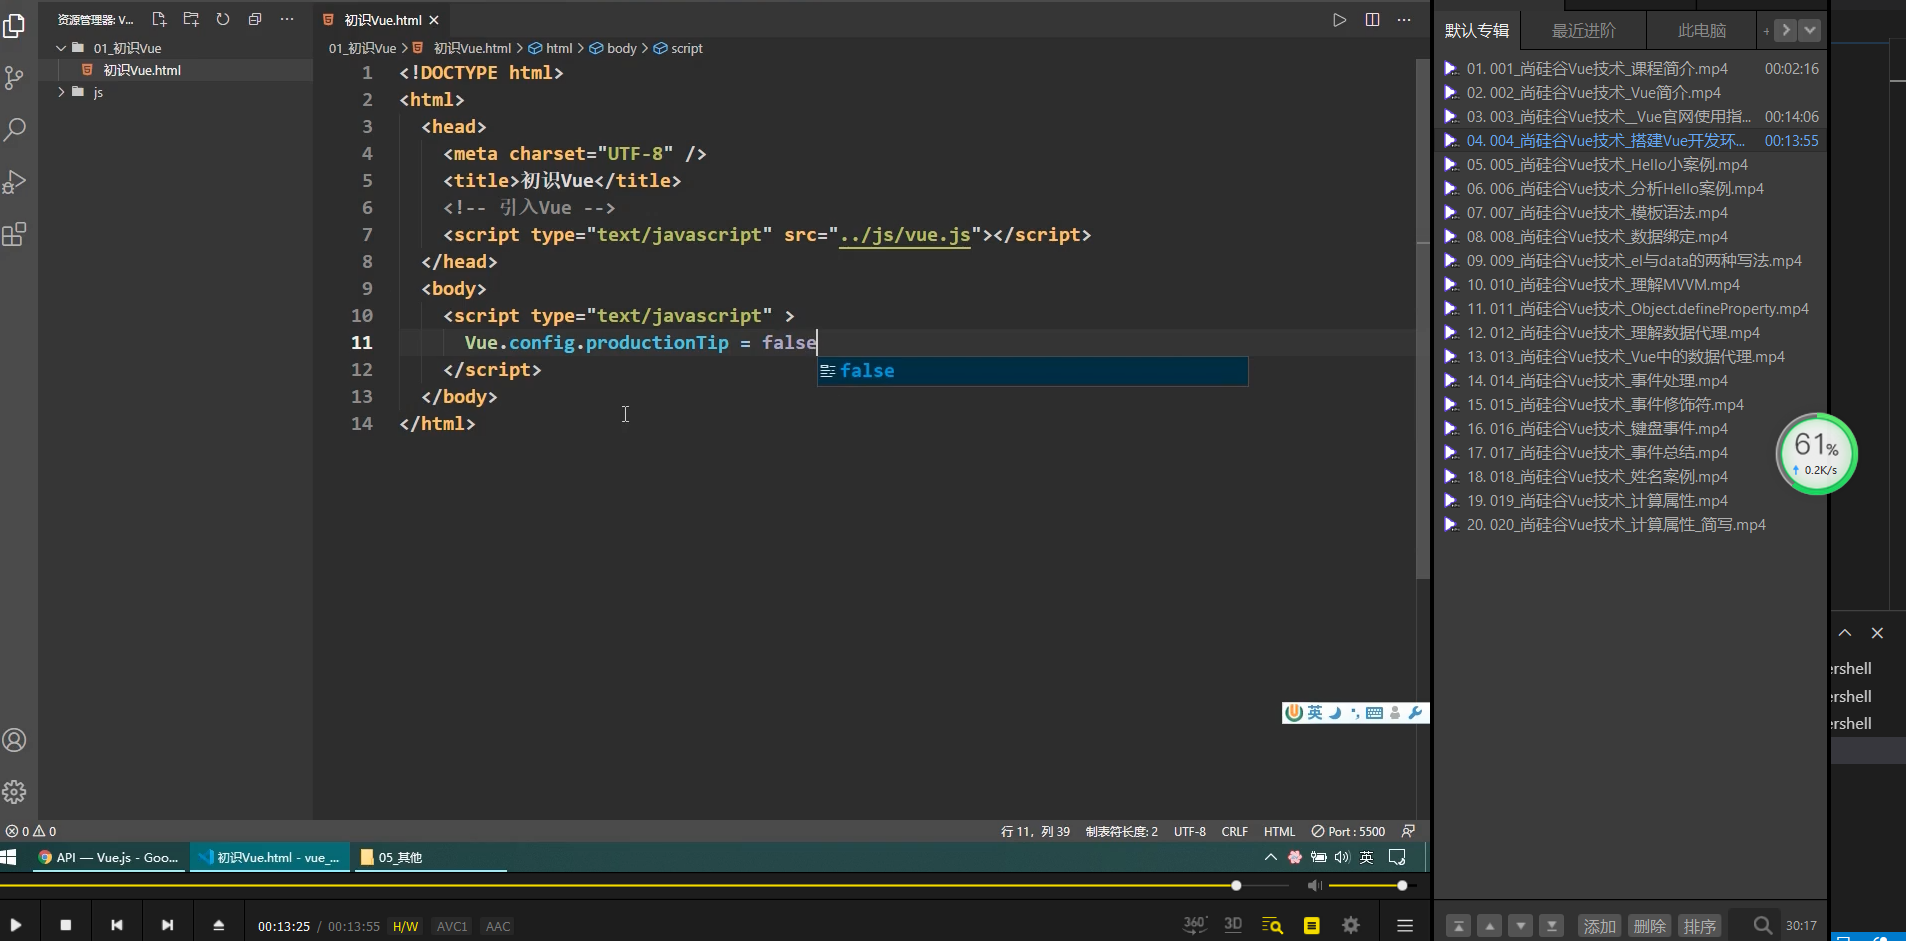 资源管理器: V...
初识Vue.html
01_初识Vue > 初识Vue.html > html > body > script
01_初识Vue
初识Vue.html
js
1 <!DOCTYPE html>
2 <html>
3 <head>
4 <meta charset="UTF-8" />
5 <title>初识Vue</title>
6 <!-- 引入Vue -->
7 <script type="text/javascript" src="../js/vue.js"></script>
8 </head>
9 <body>
10 <script type="text/javascript" >
11 Vue.config.productionTip = false
false
12 </script>
13 </body>
14 </html>
英
0 0
行 11，列 39 制表符长度: 2 UTF-8 CRLF HTML Port : 5500
API — Vue.js - Goo... 初识Vue.html - vue_... 05_其他
英
00:13:25 / 00:13:55 H/W AVC1 AAC
360° 3D
默认专辑 最近进阶 此电脑 +
01. 001_尚硅谷Vue技术_课程简介.mp4 00:02:16
02. 002_尚硅谷Vue技术_Vue简介.mp4
03. 003_尚硅谷Vue技术__Vue官网使用指... 00:14:06
04. 004_尚硅谷Vue技术_搭建Vue开发环... 00:13:55
05. 005_尚硅谷Vue技术_Hello小案例.mp4
06. 006_尚硅谷Vue技术_分析Hello案例.mp4
07. 007_尚硅谷Vue技术_模板语法.mp4
08. 008_尚硅谷Vue技术_数据绑定.mp4
09. 009_尚硅谷Vue技术_el与data的两种写法.mp4
10. 010_尚硅谷Vue技术_理解MVVM.mp4
11. 011_尚硅谷Vue技术_Object.defineProperty.mp4
12. 012_尚硅谷Vue技术_理解数据代理.mp4
13. 013_尚硅谷Vue技术_Vue中的数据代理.mp4
14. 014_尚硅谷Vue技术_事件处理.mp4
15. 015_尚硅谷Vue技术_事件修饰符.mp4
16. 016_尚硅谷Vue技术_键盘事件.mp4
17. 017_尚硅谷Vue技术_事件总结.mp4
18. 018_尚硅谷Vue技术_姓名案例.mp4
19. 019_尚硅谷Vue技术_计算属性.mp4
20. 020_尚硅谷Vue技术_计算属性_简写.mp4
61%
0.2K/s
ershell
ershell
ershell
添加 删除 排序 30:17